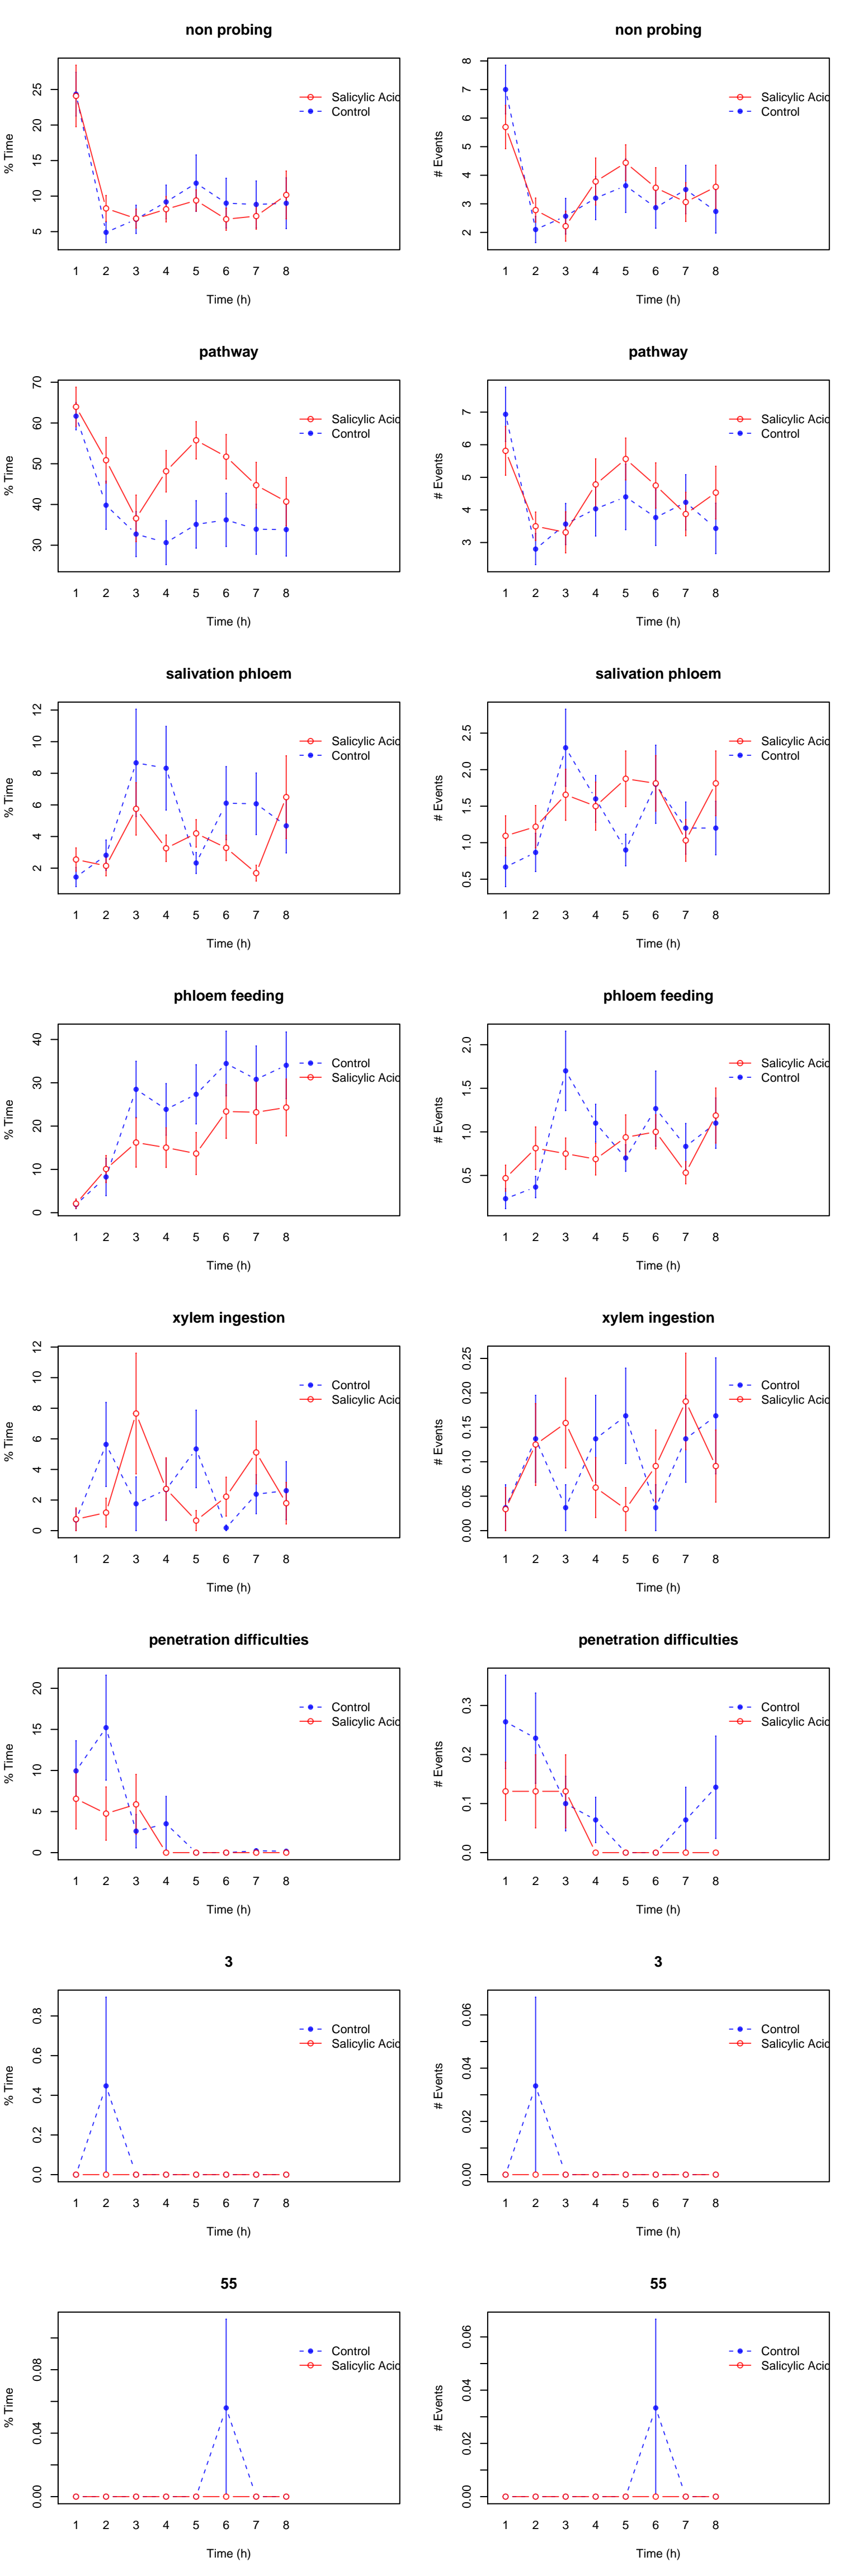 non probing
non probing
% Time
25
20
15
10
5
Salicylic Acid
Control
1 2 3 4 5 6 7 8
Time (h)
# Events
8
7
6
5
4
3
2
Salicylic Acid
Control
1 2 3 4 5 6 7 8
Time (h)
pathway
pathway
% Time
70
60
50
40
30
Salicylic Acid
Control
1 2 3 4 5 6 7 8
Time (h)
# Events
7
6
5
4
3
Salicylic Acid
Control
1 2 3 4 5 6 7 8
Time (h)
salivation phloem
salivation phloem
% Time
12
10
8
6
4
2
Salicylic Acid
Control
1 2 3 4 5 6 7 8
Time (h)
# Events
2.5
2.0
1.5
1.0
0.5
Salicylic Acid
Control
1 2 3 4 5 6 7 8
Time (h)
phloem feeding
phloem feeding
% Time
40
30
20
10
0
Control
Salicylic Acid
1 2 3 4 5 6 7 8
Time (h)
# Events
2.0
1.5
1.0
0.5
Salicylic Acid
Control
1 2 3 4 5 6 7 8
Time (h)
xylem ingestion
xylem ingestion
% Time
12
10
8
6
4
2
0
Control
Salicylic Acid
1 2 3 4 5 6 7 8
Time (h)
# Events
0.25
0.20
0.15
0.10
0.05
0.00
Control
Salicylic Acid
1 2 3 4 5 6 7 8
Time (h)
penetration difficulties
penetration difficulties
% Time
20
15
10
5
0
Control
Salicylic Acid
1 2 3 4 5 6 7 8
Time (h)
# Events
0.3
0.2
0.1
0.0
Control
Salicylic Acid
1 2 3 4 5 6 7 8
Time (h)
3
3
% Time
0.8
0.6
0.4
0.2
0.0
Control
Salicylic Acid
1 2 3 4 5 6 7 8
Time (h)
# Events
0.06
0.04
0.02
0.00
Control
Salicylic Acid
1 2 3 4 5 6 7 8
Time (h)
55
55
% Time
0.08
0.04
0.00
Control
Salicylic Acid
1 2 3 4 5 6 7 8
Time (h)
# Events
0.06
0.04
0.02
0.00
Control
Salicylic Acid
1 2 3 4 5 6 7 8
Time (h)